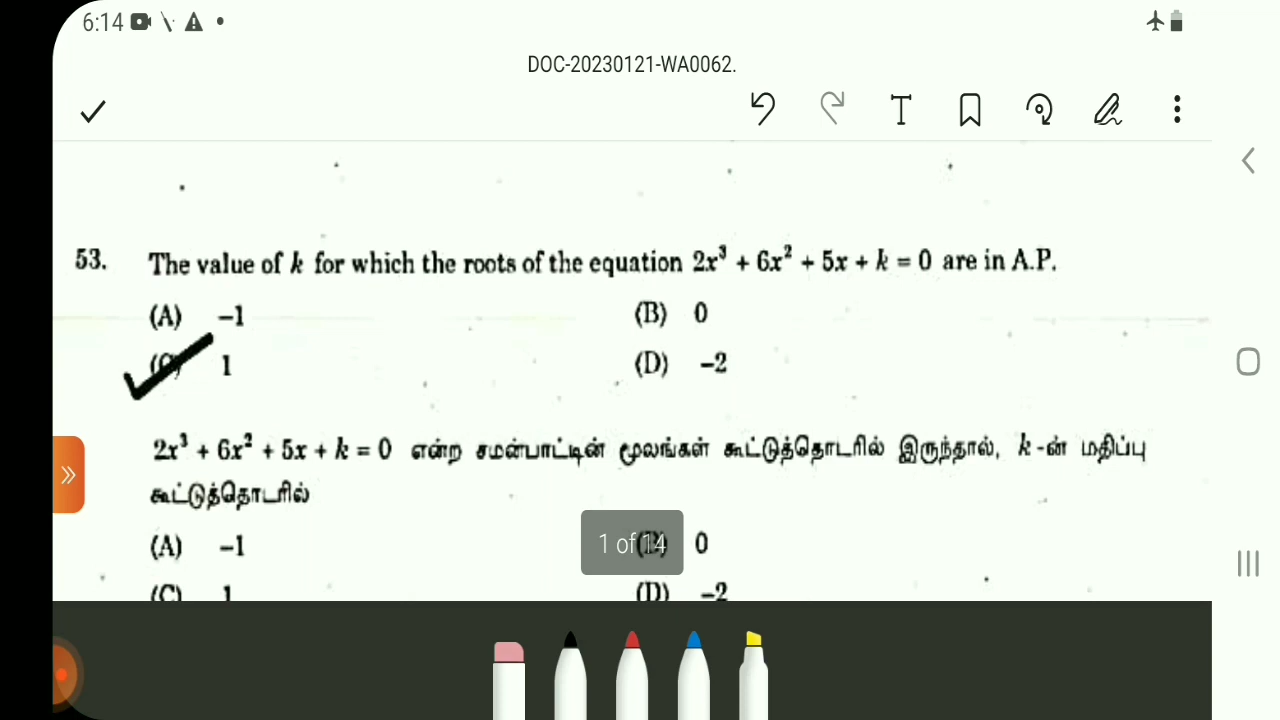 6:14
DOC-20230121-WA0062.
53. The value of k for which the roots of the equation 2x³ + 6x² + 5x + k = 0 are in A.P.
(A) −1 (B) 0
(C) 1 (D) −2
2x³ + 6x² + 5x + k = 0 என்ற சமன்பாட்டின் மூலங்கள் கூட்டுத்தொடரில் இருந்தால், k -ன் மதிப்பு
கூட்டுத்தொடரில்
(A) −1 (B) 0
1 of 14
(C) 1 (D) −2